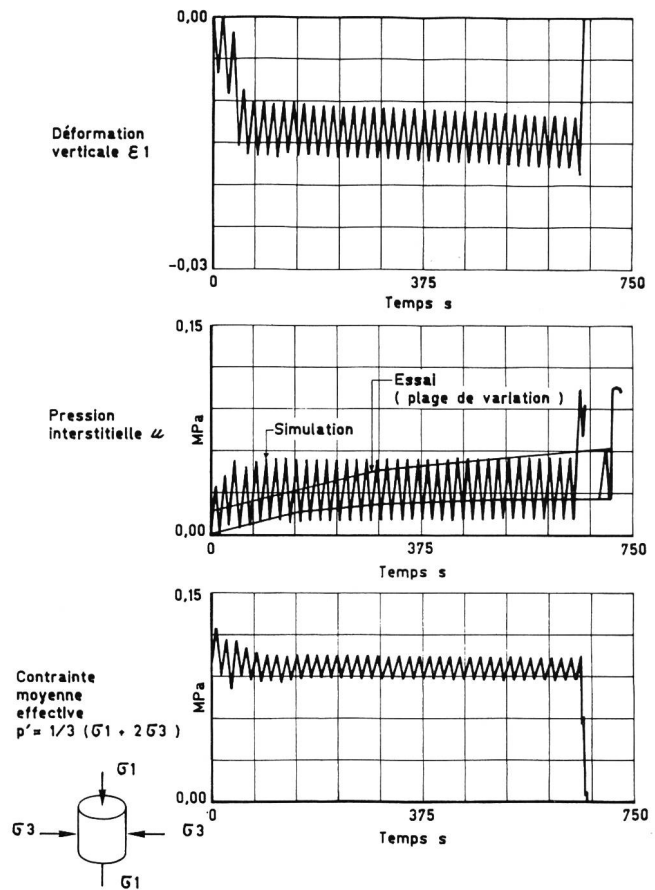 0,00
Déformation
verticale ε1
-0,03
0
375
750
Temps s
0,15
Essai
( plage de variation )
Pression
interstitielle u
MPa
Simulation
0,00
0
375
750
Temps s
0,15
Contrainte
moyenne
effective
p'= 1/3 (σ1 + 2σ3)
MPa
0,00
0
375
750
Temps s
σ1
σ3
σ3
σ1